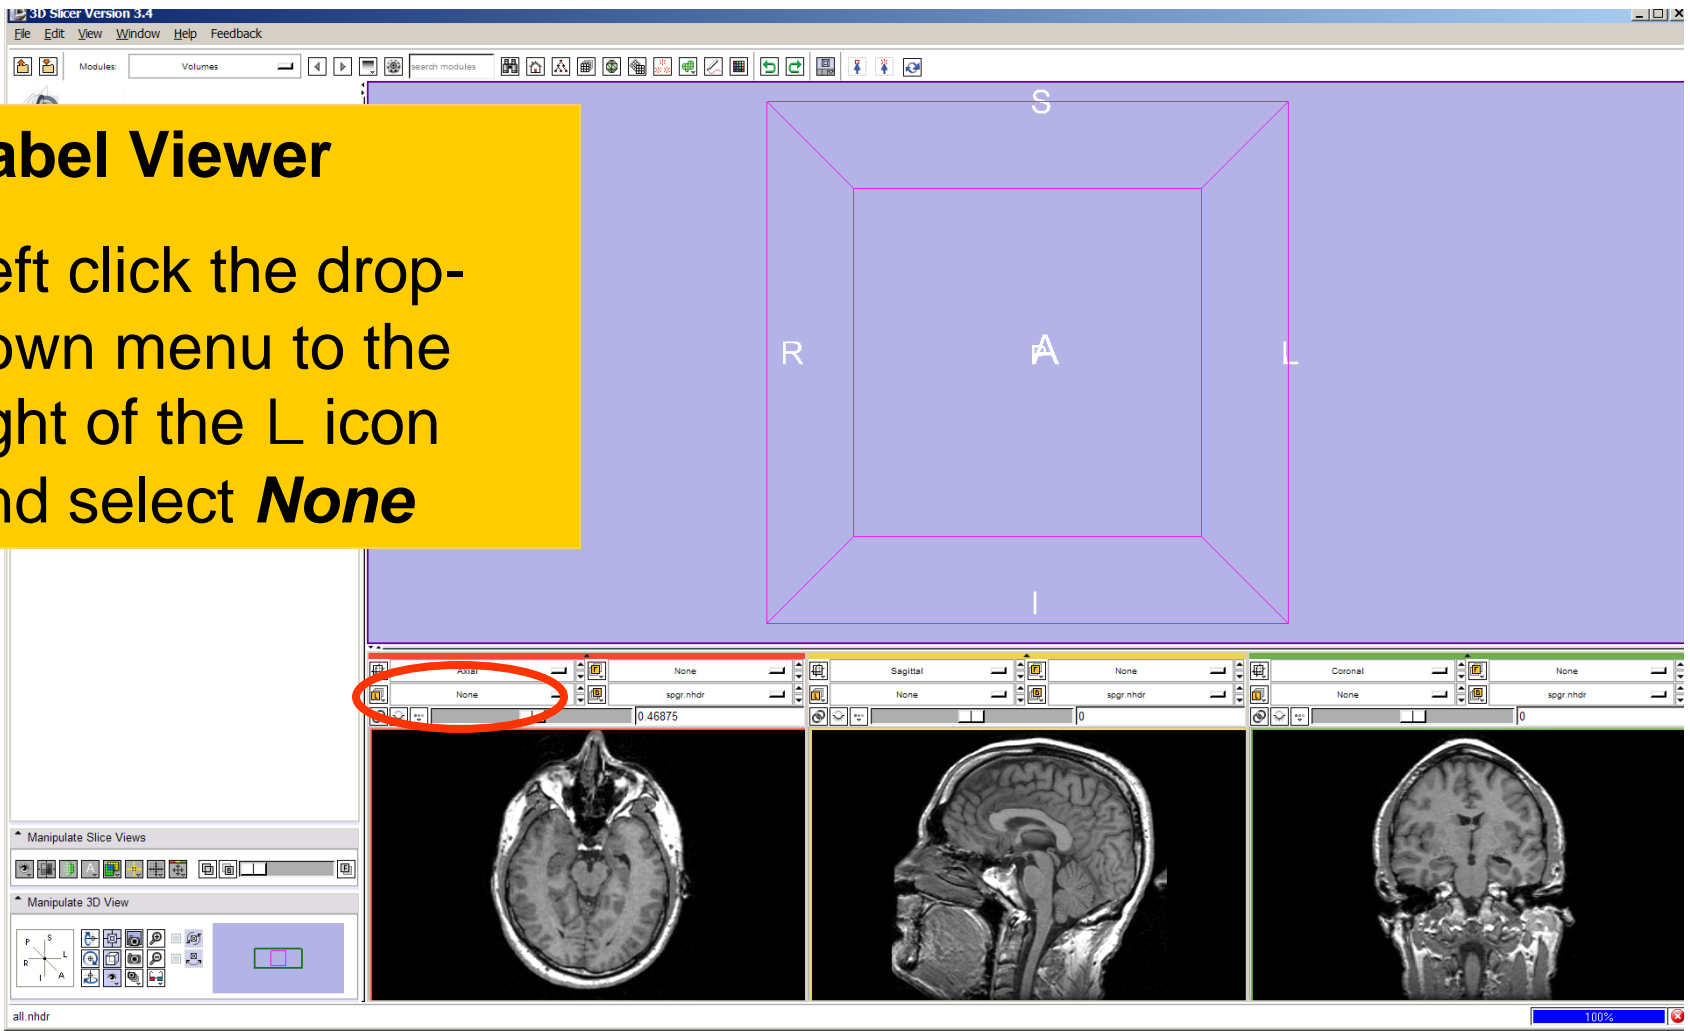 3D Slicer Version 3.4
File Edit View Window Help Feedback
Modules: Volumes search modules
abel Viewer
eft click the drop-
own menu to the
ght of the L icon
nd select None
S
R P A L
I
Axial None Sagittal None Coronal None
L None B spgr.nhdr L None B spgr.nhdr L None B spgr.nhdr
0.46875 0 0
Manipulate Slice Views
Manipulate 3D View
P S
R L
I A
all.nhdr 100%